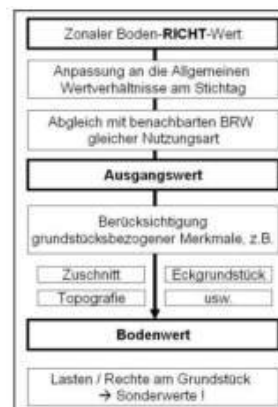 Zonaler Boden-RICHT-Wert
Anpassung an die Allgemeinen
Wertverhältnisse am Stichtag
Abgleich mit benachbarten BRW
gleicher Nutzungsart
Ausgangswert
Berücksichtigung
grundstücksbezogener Merkmale, z.B.
Zuschnitt
Eckgrundstück
Topografie
usw.
Bodenwert
Lasten / Rechte am Grundstück
→ Sonderwerte !